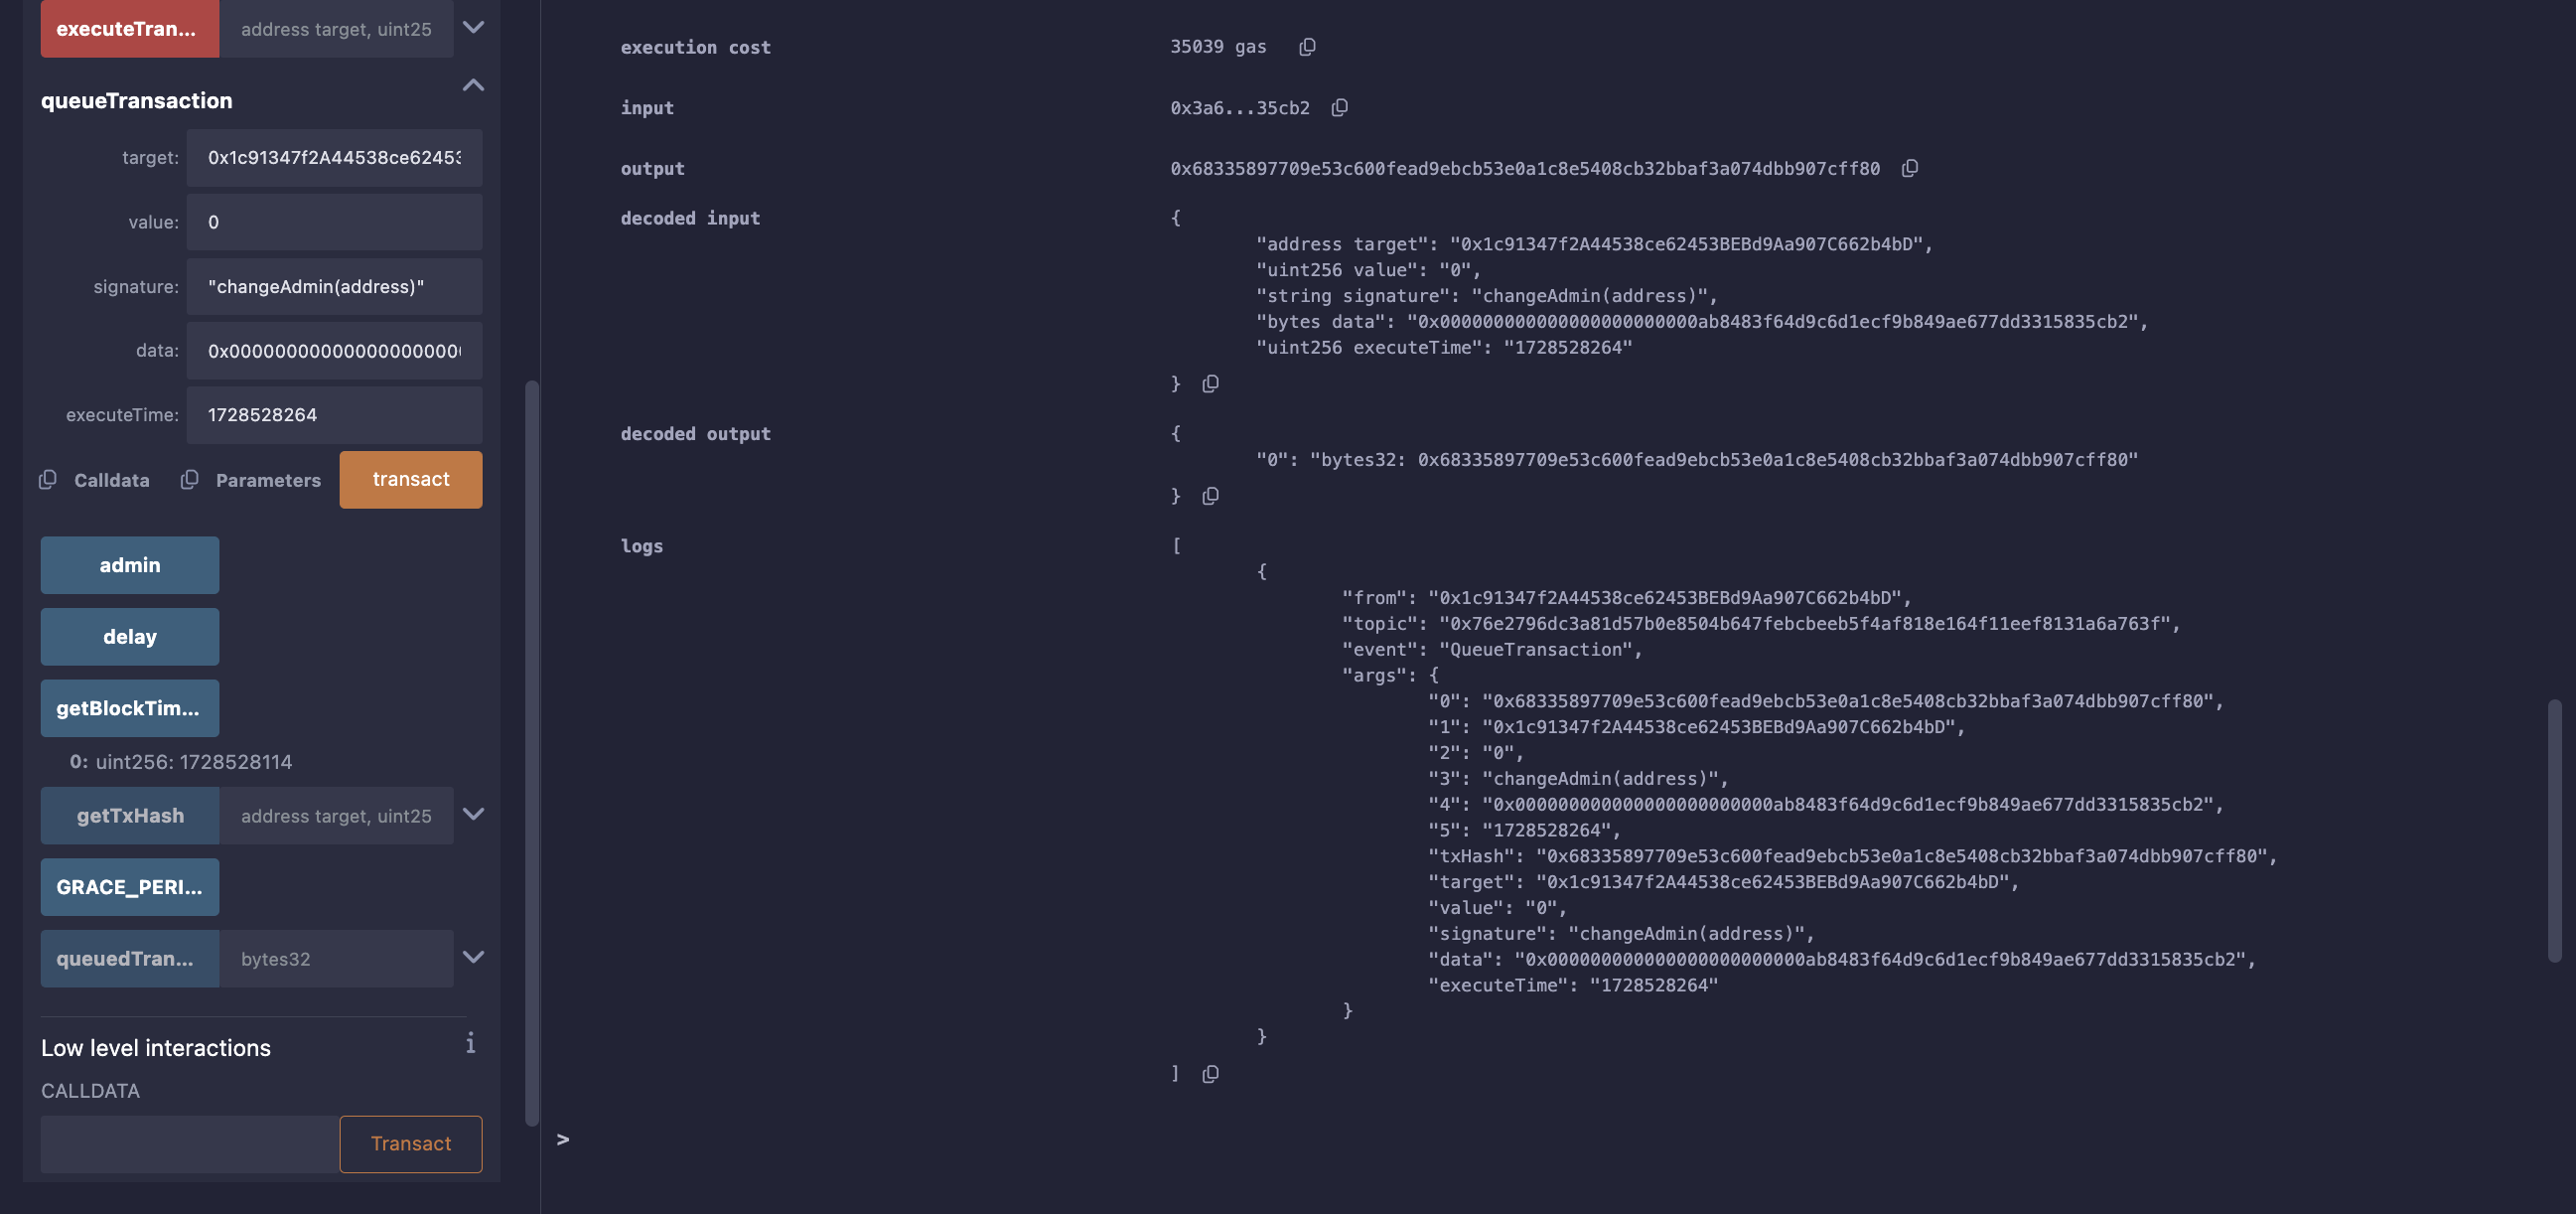 executeTran...
address target, uint25
queueTransaction
target:
0x1c91347f2A44538ce62453
value:
0
signature:
"changeAdmin(address)"
data:
0x00000000000000000000
executeTime:
1728528264
Calldata
Parameters
transact
admin
delay
getBlockTim...
0: uint256: 1728528114
getTxHash
address target, uint25
GRACE_PERI...
queuedTran...
bytes32
Low level interactions
i
CALLDATA
Transact
execution cost
35039 gas
input
0x3a6...35cb2
output
0x68335897709e53c600fead9ebcb53e0a1c8e5408cb32bbaf3a074dbb907cff80
decoded input
{
"address target": "0x1c91347f2A44538ce62453BEBd9Aa907C662b4bD",
"uint256 value": "0",
"string signature": "changeAdmin(address)",
"bytes data": "0x000000000000000000000000ab8483f64d9c6d1ecf9b849ae677dd3315835cb2",
"uint256 executeTime": "1728528264"
}
decoded output
{
"0": "bytes32: 0x68335897709e53c600fead9ebcb53e0a1c8e5408cb32bbaf3a074dbb907cff80"
}
logs
[
{
"from": "0x1c91347f2A44538ce62453BEBd9Aa907C662b4bD",
"topic": "0x76e2796dc3a81d57b0e8504b647febcbeeb5f4af818e164f11eef8131a6a763f",
"event": "QueueTransaction",
"args": {
"0": "0x68335897709e53c600fead9ebcb53e0a1c8e5408cb32bbaf3a074dbb907cff80",
"1": "0x1c91347f2A44538ce62453BEBd9Aa907C662b4bD",
"2": "0",
"3": "changeAdmin(address)",
"4": "0x000000000000000000000000ab8483f64d9c6d1ecf9b849ae677dd3315835cb2",
"5": "1728528264",
"txHash": "0x68335897709e53c600fead9ebcb53e0a1c8e5408cb32bbaf3a074dbb907cff80",
"target": "0x1c91347f2A44538ce62453BEBd9Aa907C662b4bD",
"value": "0",
"signature": "changeAdmin(address)",
"data": "0x000000000000000000000000ab8483f64d9c6d1ecf9b849ae677dd3315835cb2",
"executeTime": "1728528264"
}
}
]
>